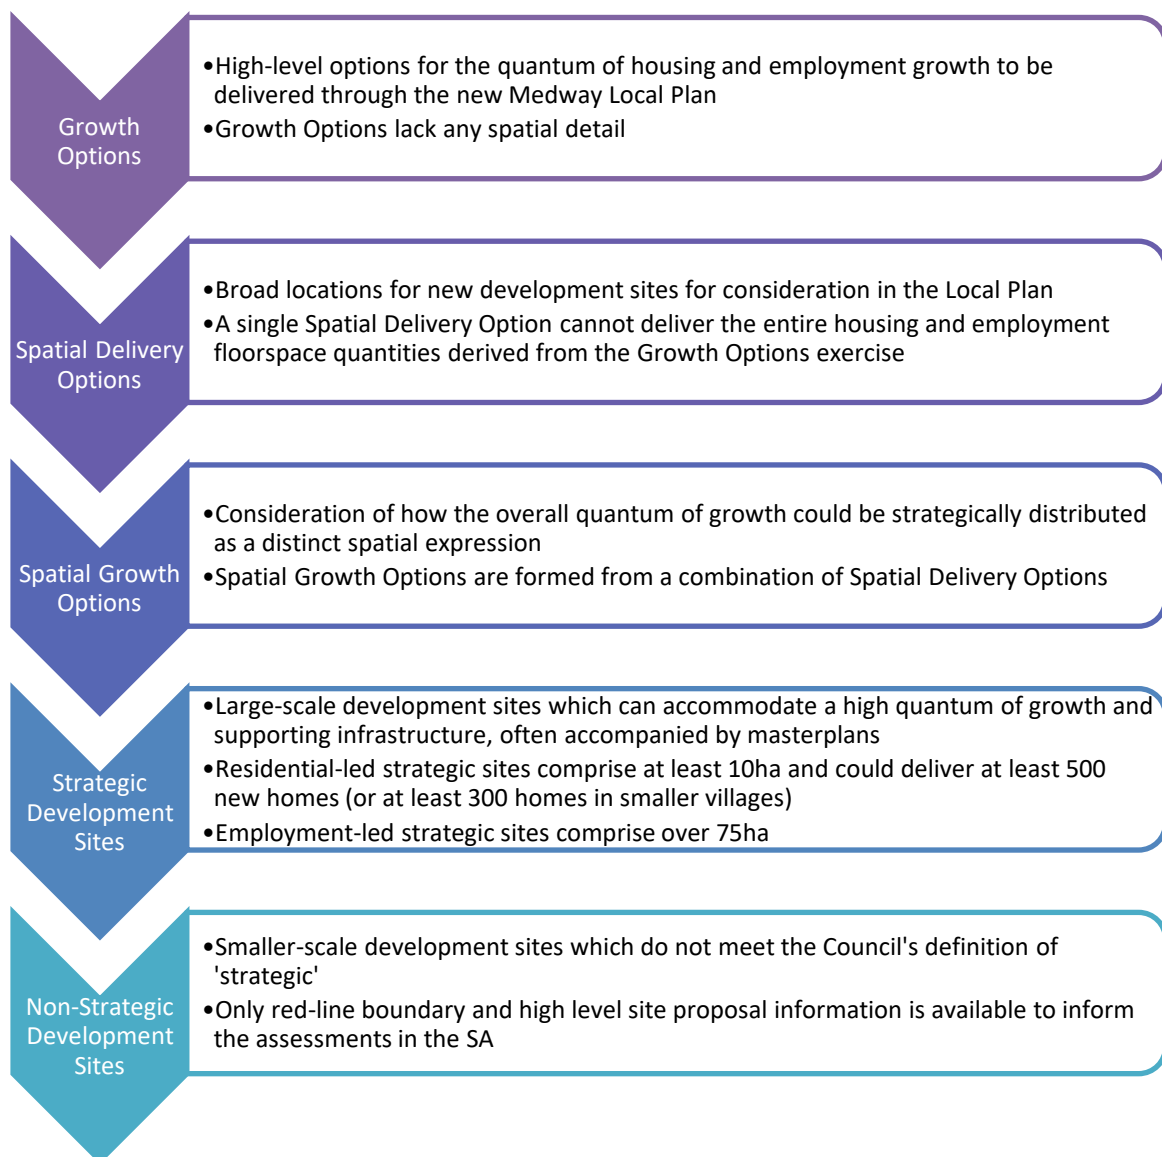 Growth
Options
•High-level options for the quantum of housing and employment growth to be
delivered through the new Medway Local Plan
•Growth Options lack any spatial detail
Spatial Delivery
Options
•Broad locations for new development sites for consideration in the Local Plan
•A single Spatial Delivery Option cannot deliver the entire housing and employment
floorspace quantities derived from the Growth Options exercise
Spatial Growth
Options
•Consideration of how the overall quantum of growth could be strategically distributed
as a distinct spatial expression
•Spatial Growth Options are formed from a combination of Spatial Delivery Options
Strategic
Development
Sites
•Large-scale development sites which can accommodate a high quantum of growth and
supporting infrastructure, often accompanied by masterplans
•Residential-led strategic sites comprise at least 10ha and could deliver at least 500
new homes (or at least 300 homes in smaller villages)
•Employment-led strategic sites comprise over 75ha
Non-Strategic
Development
Sites
•Smaller-scale development sites which do not meet the Council's definition of
'strategic'
•Only red-line boundary and high level site proposal information is available to inform
the assessments in the SA